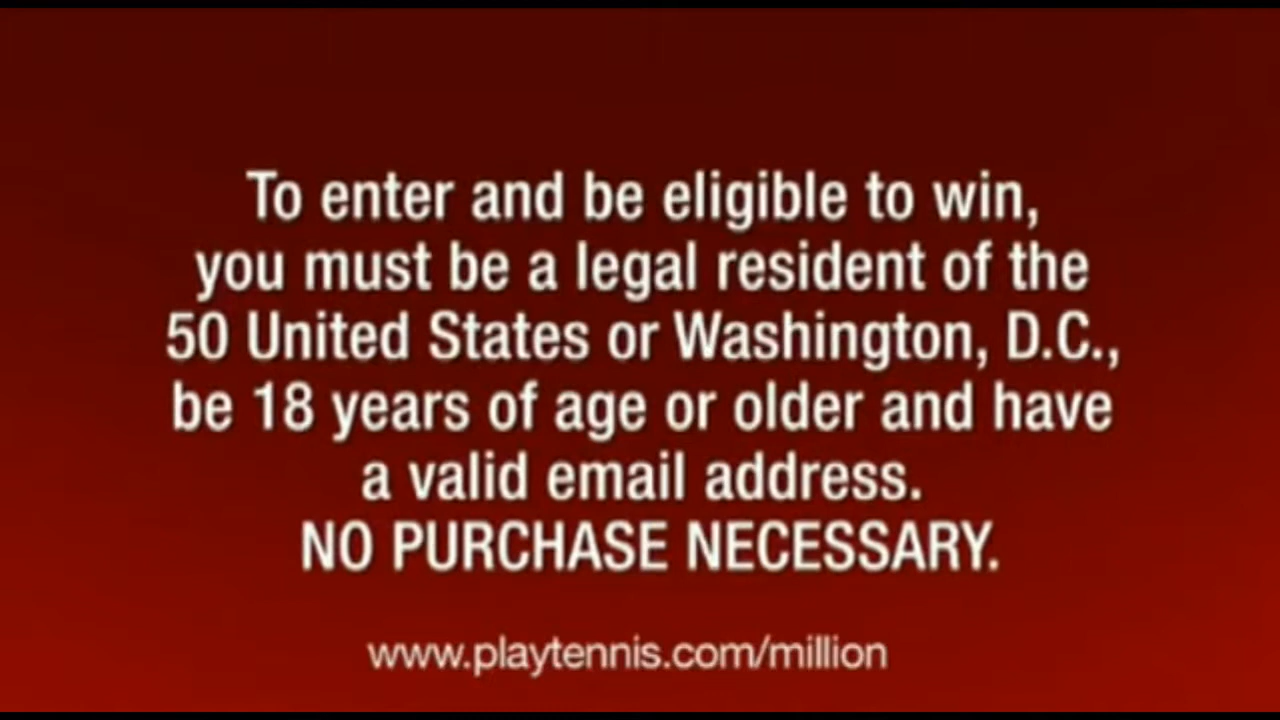 To enter and be eligible to win,
you must be a legal resident of the
50 United States or Washington, D.C.,
be 18 years of age or older and have
a valid email address.
NO PURCHASE NECESSARY.
www.playtennis.com/million